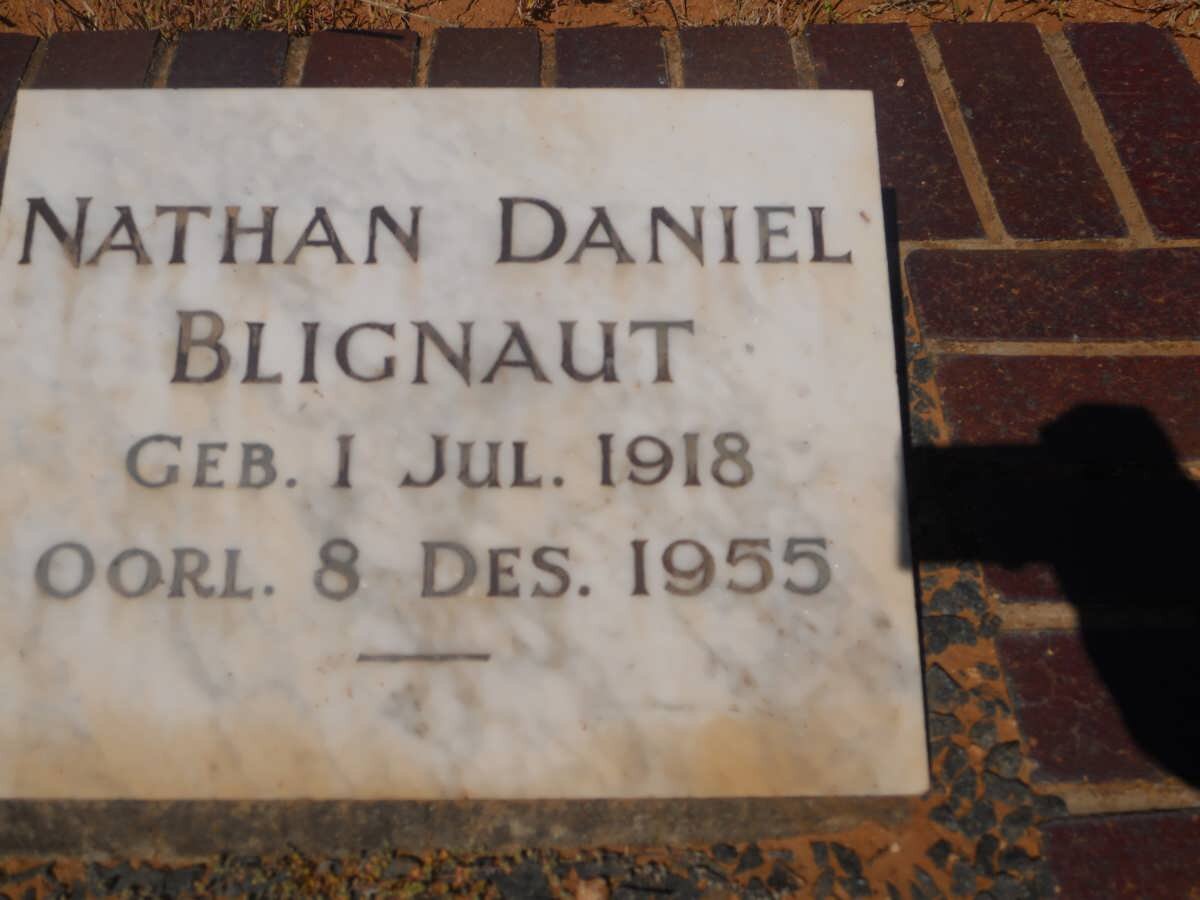 NATHAN DANIEL
BLIGNAUT
GEB. 1 JUL. 1918
OORL. 8 DES. 1955